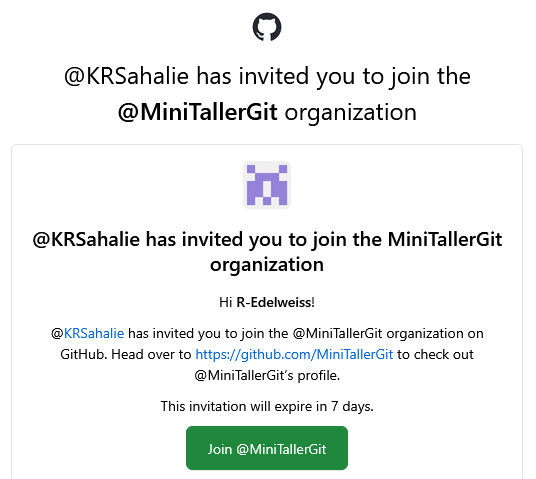 @KRSahalie has invited you to join the
@MiniTallerGit organization
@KRSahalie has invited you to join the MiniTallerGit
organization
Hi R-Edelweiss!
@KRSahalie has invited you to join the @MiniTallerGit organization on
GitHub. Head over to https://github.com/MiniTallerGit to check out
@MiniTallerGit's profile.
This invitation will expire in 7 days.
Join @MiniTallerGit